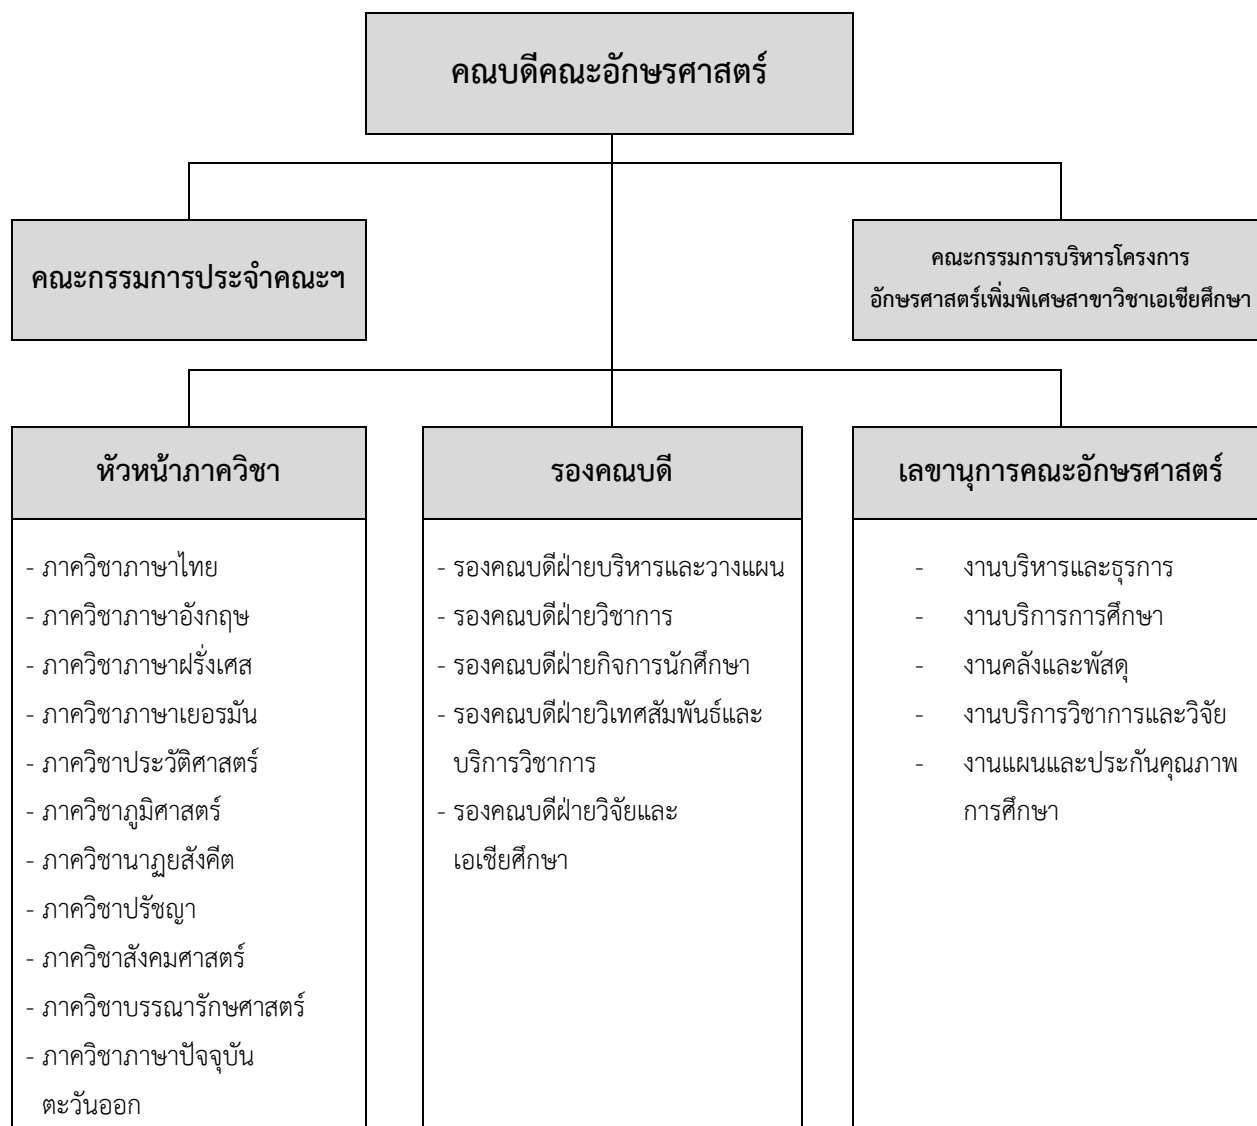 คณบดีคณะอักษรศาสตร์
คณะกรรมการประจำคณะฯ
คณะกรรมการบริหารโครงการ
อักษรศาสตร์เพิ่มพิเศษสาขาวิชาเอเชียศึกษา
หัวหน้าภาควิชา
- ภาควิชาภาษาไทย
- ภาควิชาภาษาอังกฤษ
- ภาควิชาภาษาฝรั่งเศส
- ภาควิชาภาษาเยอรมัน
- ภาควิชาประวัติศาสตร์
- ภาควิชาภูมิศาสตร์
- ภาควิชานาฏยสังคีต
- ภาควิชาปรัชญา
- ภาควิชาสังคมศาสตร์
- ภาควิชาบรรณารักษศาสตร์
- ภาควิชาภาษาปัจจุบัน
ตะวันออก
รองคณบดี
- รองคณบดีฝ่ายบริหารและวางแผน
- รองคณบดีฝ่ายวิชาการ
- รองคณบดีฝ่ายกิจการนักศึกษา
- รองคณบดีฝ่ายวิเทศสัมพันธ์และ
บริการวิชาการ
- รองคณบดีฝ่ายวิจัยและ
เอเชียศึกษา
เลขานุการคณะอักษรศาสตร์
- งานบริหารและธุรการ
- งานบริการการศึกษา
- งานคลังและพัสดุ
- งานบริการวิชาการและวิจัย
- งานแผนและประกันคุณภาพ
การศึกษา